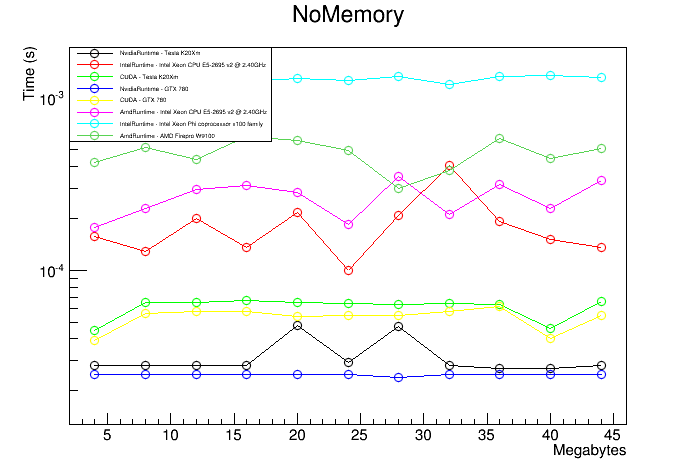 NoMemory
Time (s)
NvidiaRuntime - Tesla K20Xm
IntelRuntime - Intel Xeon CPU E5-2695 v2 @ 2.40GHz
CUDA - Tesla K20Xm
NvidiaRuntime - GTX 780
CUDA - GTX 780
AmdRuntime - Intel Xeon CPU E5-2695 v2 @ 2.40GHz
IntelRuntime - Intel Xeon Phi coprocessor x100 family
AmdRuntime - AMD Firepro W9100
10⁻³
10⁻⁴
5 10 15 20 25 30 35 40 45
Megabytes